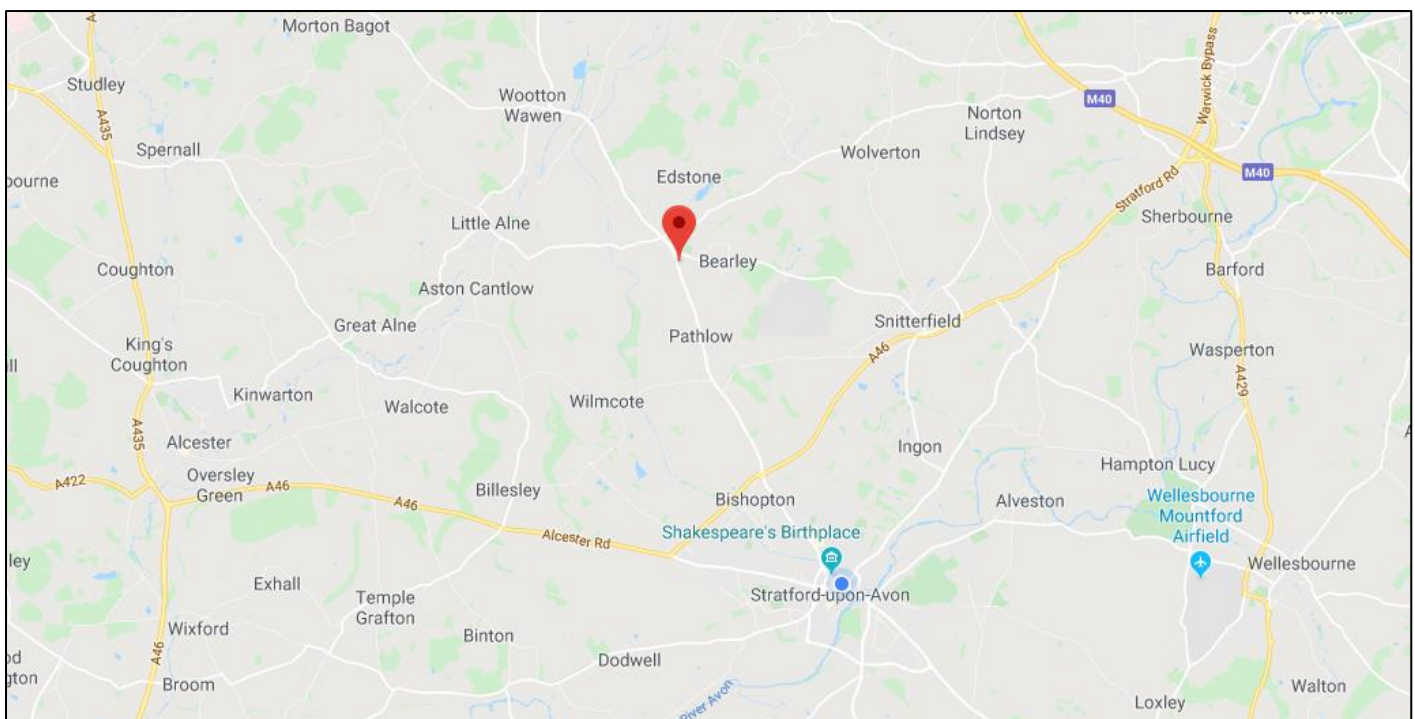 Morton Bagot
Warwick
Studley
A435
Wootton
Wawen
M40
Warwick Bypass
Norton
Lindsey
Spernall
Wolverton
M40
Edstone
Stratford Rd
Sherbourne
Little Alne
Bearley
Coughton
Barford
Aston Cantlow
Great Alne
Snitterfield
Pathlow
King's
Coughton
A46
Wasperton
A429
Kinwarton
Walcote
Wilmcote
A435
Alcester
Ingon
Hampton Lucy
A422
Oversley
Green
A46
A46
Billesley
Bishopton
Alveston
Wellesbourne
Mountford
Airfield
Alcester Rd
Shakespeare's Birthplace
Wellesbourne
Exhall
Temple
Grafton
Stratford-upon-Avon
Wixford
Binton
A46
Dodwell
Broom
River Avon
Walton
Loxley